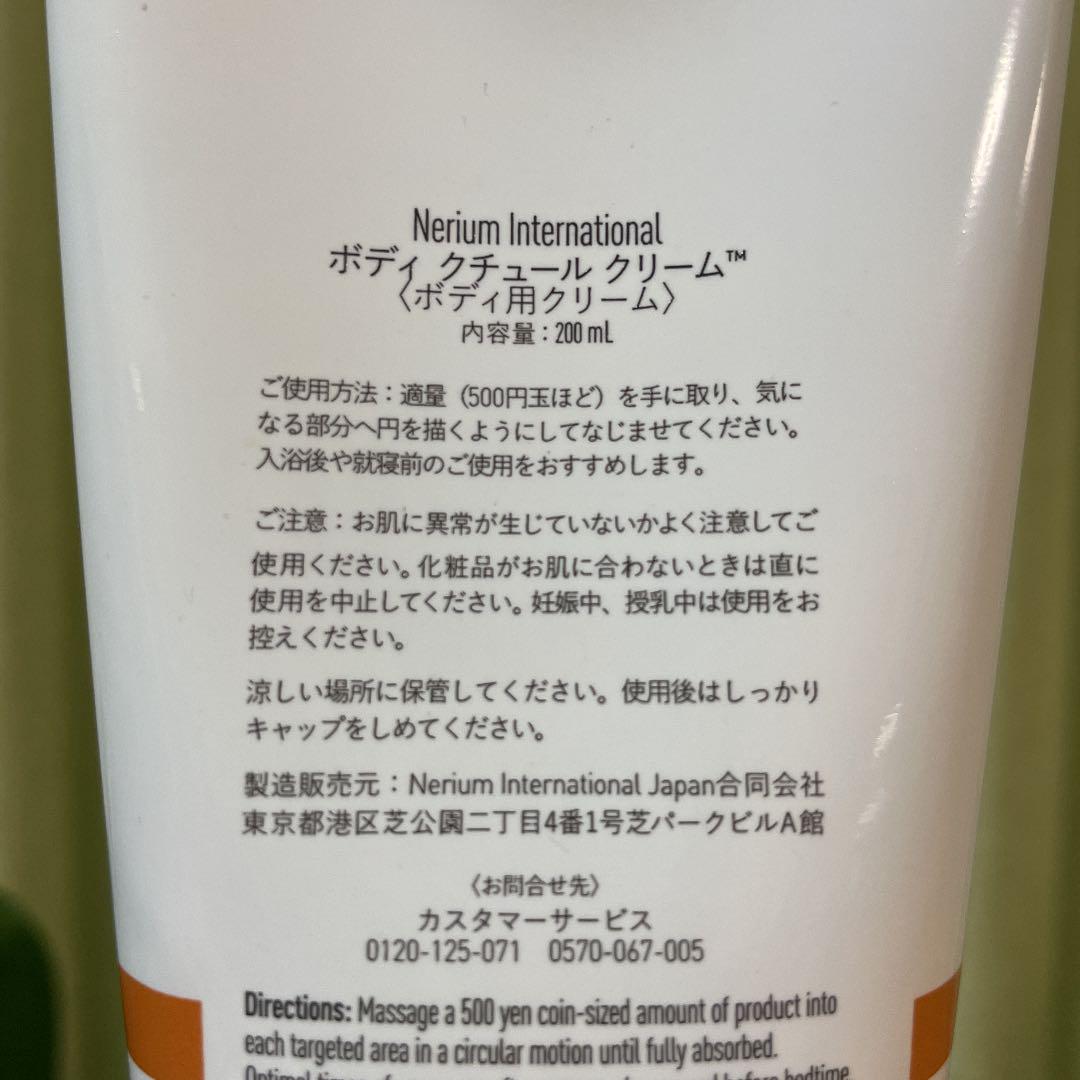 Nerium International
ボディ クチュール クリーム™
〈ボディ用クリーム〉
内容量：200 mL
ご使用方法：適量（500円玉ほど）を手に取り、気に
なる部分へ円を描くようにしてなじませてください。
入浴後や就寝前のご使用をおすすめします。
ご注意：お肌に異常が生じていないかよく注意してご
使用ください。化粧品がお肌に合わないときは直に
使用を中止してください。妊娠中、授乳中は使用をお
控えください。
涼しい場所に保管してください。使用後はしっかり
キャップをしめてください。
製造販売元：Nerium International Japan合同会社
東京都港区芝公園二丁目4番1号芝パークビルA館
〈お問合せ先〉
カスタマーサービス
0120-125-071 0570-067-005
Directions: Massage a 500 yen coin-sized amount of product into
each targeted area in a circular motion until fully absorbed.
before bedtime